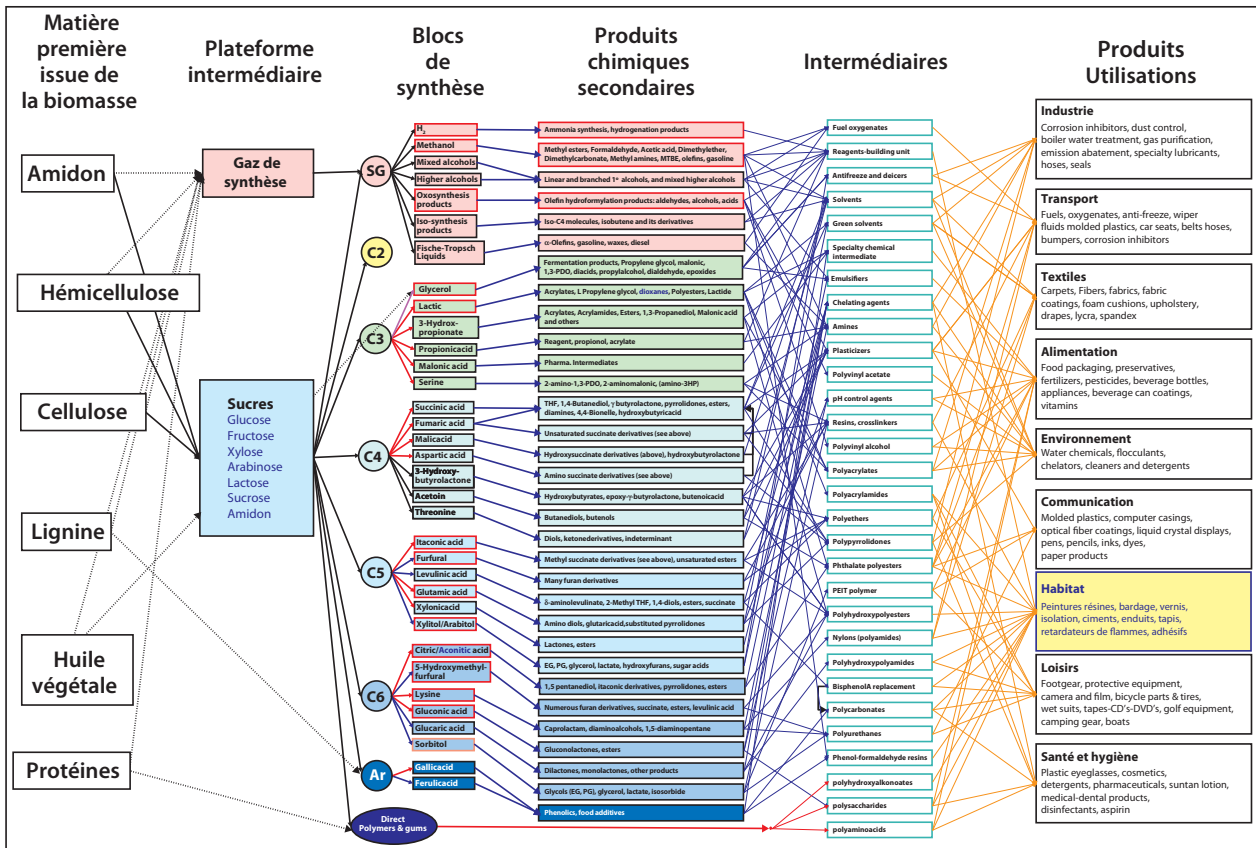 Matière
première
issue de
la biomasse
Plateforme
intermédiaire
Blocs
de
synthèse
Produits
chimiques
secondaires
Intermédiaires
Produits
Utilisations
Amidon
Hémicellulose
Cellulose
Lignine
Huile
végétale
Protéines
Gaz de
synthèse
Sucres
Glucose
Fructose
Xylose
Arabinose
Lactose
Sucrose
Amidon
SG
C2
C3
C4
C5
C6
Ar
Direct
Polymers & gums
H₂
Methanol
Mixed alcohols
Higher alcohols
Oxosynthesis
products
Iso-synthesis
products
Fische-Tropsch
Liquids
Glycerol
Lactic
3-Hydrox-
propionate
Propionicacid
Malonic acid
Serine
Succinic acid
Fumaric acid
Malicacid
Aspartic acid
3-Hydroxy-
butyrolactone
Acetoin
Threonine
Itaconic acid
Furfural
Levulinic acid
Glutamic acid
Xylonicacid
Xylitol/Arabitol
Citric/Aconitic acid
5-Hydroxymethyl-
furfural
Lysine
Gluconic acid
Glucaric acid
Sorbitol
Gallicacid
Ferulicacid
Ammonia synthesis, hydrogenation products
Methyl esters, Formaldehyde, Acetic acid, Dimethylether,
Dimethylcarbonate, Methyl amines, MTBE, olefins, gasoline
Linear and branched 1° alcohols, and mixed higher alcohols
Olefin hydroformylation products: aldehydes, alcohols, acids
Iso-C4 molecules, isobutene and its derivatives
α-Olefins, gasoline, waxes, diesel
Fermentation products, Propylene glycol, malonic,
1,3-PDO, diacids, propylalcohol, dialdehyde, epoxides
Acrylates, L Propylene glycol, dioxanes, Polyesters, Lactide
Acrylates, Acrylamides, Esters, 1,3-Propanediol, Malonic acid
and others
Reagent, propionol, acrylate
Pharma. Intermediates
2-amino-1,3-PDO, 2-aminomalonic, (amino-3HP)
THF, 1,4-Butanediol, γ butyrolactone, pyrrolidones, esters,
diamines, 4,4-Bionelle, hydroxybutyricacid
Unsaturated succinate derivatives (see above)
Hydroxysuccinate derivatives (above), hydroxybutyrolactone
Amino succinate derivatives (see above)
Hydroxybutyrates, epoxy-γ-butyrolactone, butenoicacid
Butanediols, butenols
Diols, ketonederivatives, indeterminant
Methyl succinate derivatives (see above), unsaturated esters
Many furan derivatives
δ-aminolevulinate, 2-Methyl THF, 1,4-diols, esters, succinate
Amino diols, glutaricacid,substituted pyrrolidones
Lactones, esters
EG, PG, glycerol, lactate, hydroxyfurans, sugar acids
1,5 pentanediol, itaconic derivatives, pyrrolidones, esters
Numerous furan derivatives, succinate, esters, levulinic acid
Caprolactam, diaminoalcohols, 1,5-diaminopentane
Gluconolactones, esters
Dilactones, monolactones, other products
Glycols (EG, PG), glycerol, lactate, isosorbide
Phenolics, food additives
Fuel oxygenates
Reagents-building unit
Antifreeze and deicers
Solvents
Green solvents
Specialty chemical
intermediate
Emulsifiers
Chelating agents
Amines
Plasticizers
Polyvinyl acetate
pH control agents
Resins, crosslinkers
Polyvinyl alcohol
Polyacrylates
Polyacrylamides
Polyethers
Polypyrrolidones
Phthalate polyesters
PEIT polymer
Polyhydroxypolyesters
Nylons (polyamides)
Polyhydroxypolyamides
BisphenolA replacement
Polycarbonates
Polyurethanes
Phenol-formaldehyde resins
polyhydroxyalkonoates
polysaccharides
polyaminoacids
Industrie
Corrosion inhibitors, dust control,
boiler water treatment, gas purification,
emission abatement, specialty lubricants,
hoses, seals
Transport
Fuels, oxygenates, anti-freeze, wiper
fluids molded plastics, car seats, belts hoses,
bumpers, corrosion inhibitors
Textiles
Carpets, Fibers, fabrics, fabric
coatings, foam cushions, upholstery,
drapes, lycra, spandex
Alimentation
Food packaging, preservatives,
fertilizers, pesticides, beverage bottles,
appliances, beverage can coatings,
vitamins
Environnement
Water chemicals, flocculants,
chelators, cleaners and detergents
Communication
Molded plastics, computer casings,
optical fiber coatings, liquid crystal displays,
pens, pencils, inks, dyes,
paper products
Habitat
Peintures résines, bardage, vernis,
isolation, ciments, enduits, tapis,
retardateurs de flammes, adhésifs
Loisirs
Footgear, protective equipment,
camera and film, bicycle parts & tires,
wet suits, tapes-CD's-DVD's, golf equipment,
camping gear, boats
Santé et hygiène
Plastic eyeglasses, cosmetics,
detergents, pharmaceuticals, suntan lotion,
medical-dental products,
disinfectants, aspirin